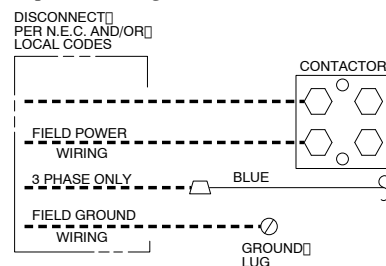 DISCONNECT
PER N.E.C. AND/OR
LOCAL CODES
CONTACTOR
FIELD POWER
WIRING
3 PHASE ONLY
BLUE
FIELD GROUND
WIRING
GROUND
LUG